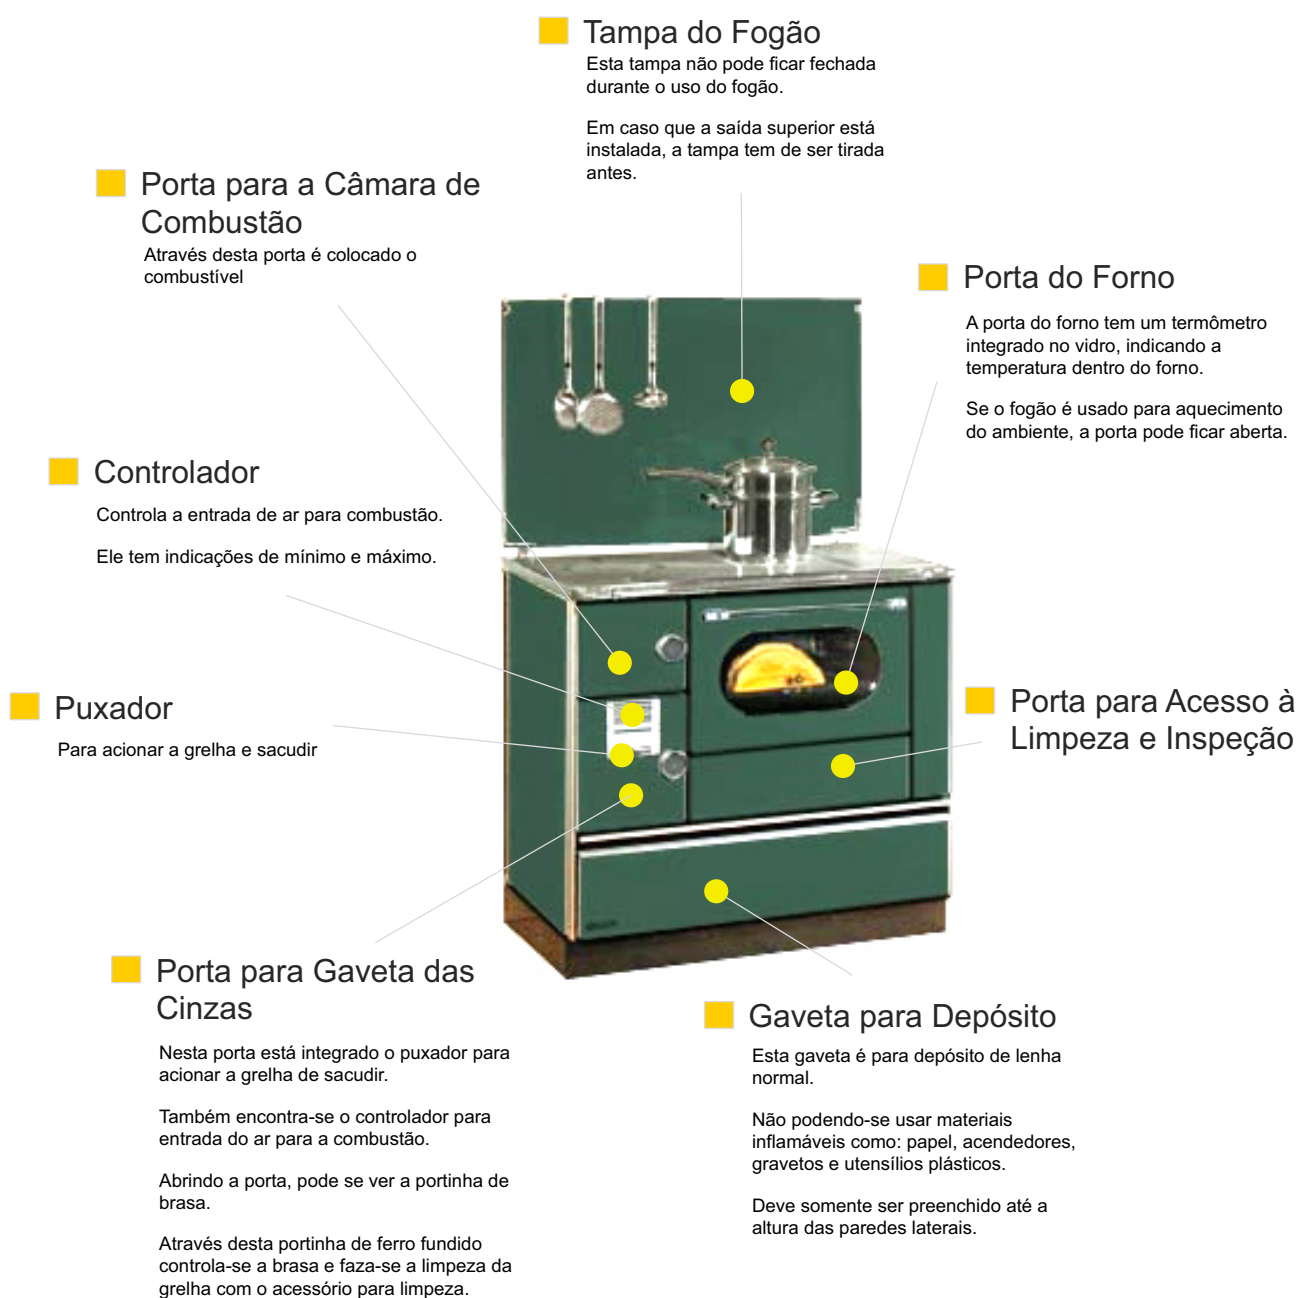 Tampa do Fogão
Esta tampa não pode ficar fechada
durante o uso do fogão.
Em caso que a saída superior está
instalada, a tampa tem de ser tirada
antes.
Porta para a Câmara de
Combustão
Através desta porta é colocado o
combustível
Porta do Forno
A porta do forno tem um termômetro
integrado no vidro, indicando a
temperatura dentro do forno.
Se o fogão é usado para aquecimento
do ambiente, a porta pode ficar aberta.
Controlador
Controla a entrada de ar para combustão.
Ele tem indicações de mínimo e máximo.
Puxador
Para acionar a grelha e sacudir
Porta para Acesso à
Limpeza e Inspeção
Porta para Gaveta das
Cinzas
Nesta porta está integrado o puxador para
acionar a grelha de sacudir.
Também encontra-se o controlador para
entrada do ar para a combustão.
Abrindo a porta, pode se ver a portinha de
brasa.
Através desta portinha de ferro fundido
controla-se a brasa e faza-se a limpeza da
grelha com o acessório para limpeza.
Gaveta para Depósito
Esta gaveta é para depósito de lenha
normal.
Não podendo-se usar materiais
inflamáveis como: papel, acendedores,
gravetos e utensílios plásticos.
Deve somente ser preenchido até a
altura das paredes laterais.